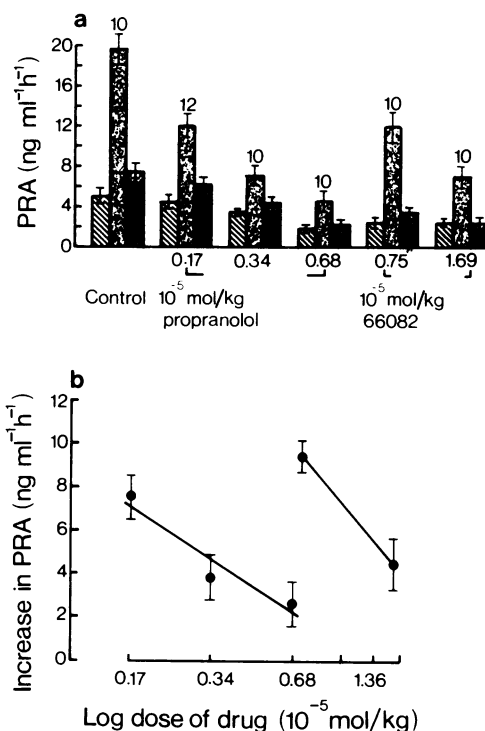 a
PRA (ng ml⁻¹h⁻¹)
20
16
12
8
4
0
10
12
10
10
10
10
0.17 0.34 0.68 0.75 1.69
Control 10⁻⁵ mol/kg 10⁻⁵ mol/kg
propranolol 66082
b
Increase in PRA (ng ml⁻¹h⁻¹)
12
10
8
6
4
2
0
0.17 0.34 0.68 1.36
Log dose of drug (10⁻⁵ mol/kg)